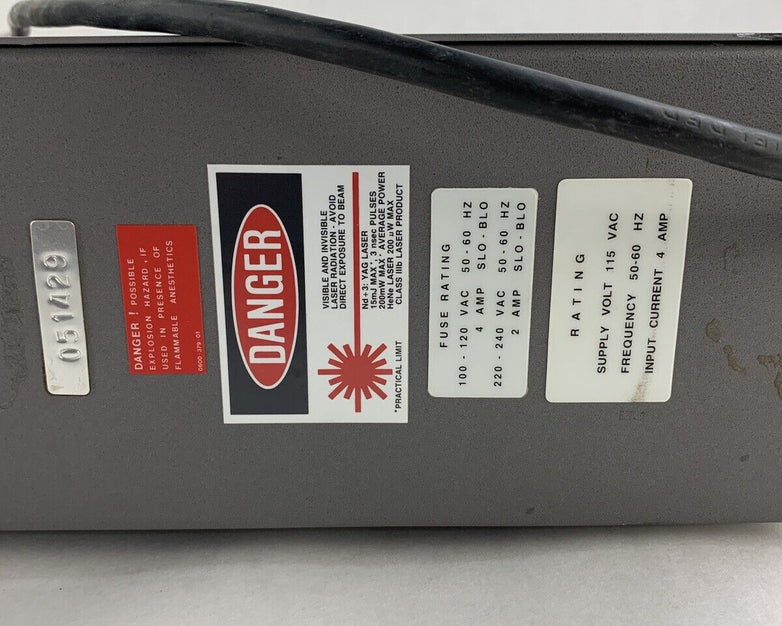 051429
DANGER ! POSSIBLE
EXPLOSION HAZARD, IF
USED IN PRESENCE OF
FLAMMABLE ANESTHETICS
0600-379-01
DANGER
VISIBLE AND INVISIBLE
LASER RADIATION - AVOID
DIRECT EXPOSURE TO BEAM
Nd+3: YAG LASER
15mJ MAX*, 3 nsec PULSES
200mW MAX* AVERAGE POWER
HeNe LASER 200 µW MAX
CLASS IIIb LASER PRODUCT
*PRACTICAL LIMIT
FUSE RATING
100 - 120 VAC 50-60 HZ
4 AMP SLO-BLO
220 - 240 VAC 50-60 HZ
2 AMP SLO-BLO
RATING
SUPPLY VOLT 115 VAC
FREQUENCY 50-60 HZ
INPUT CURRENT 4 AMP